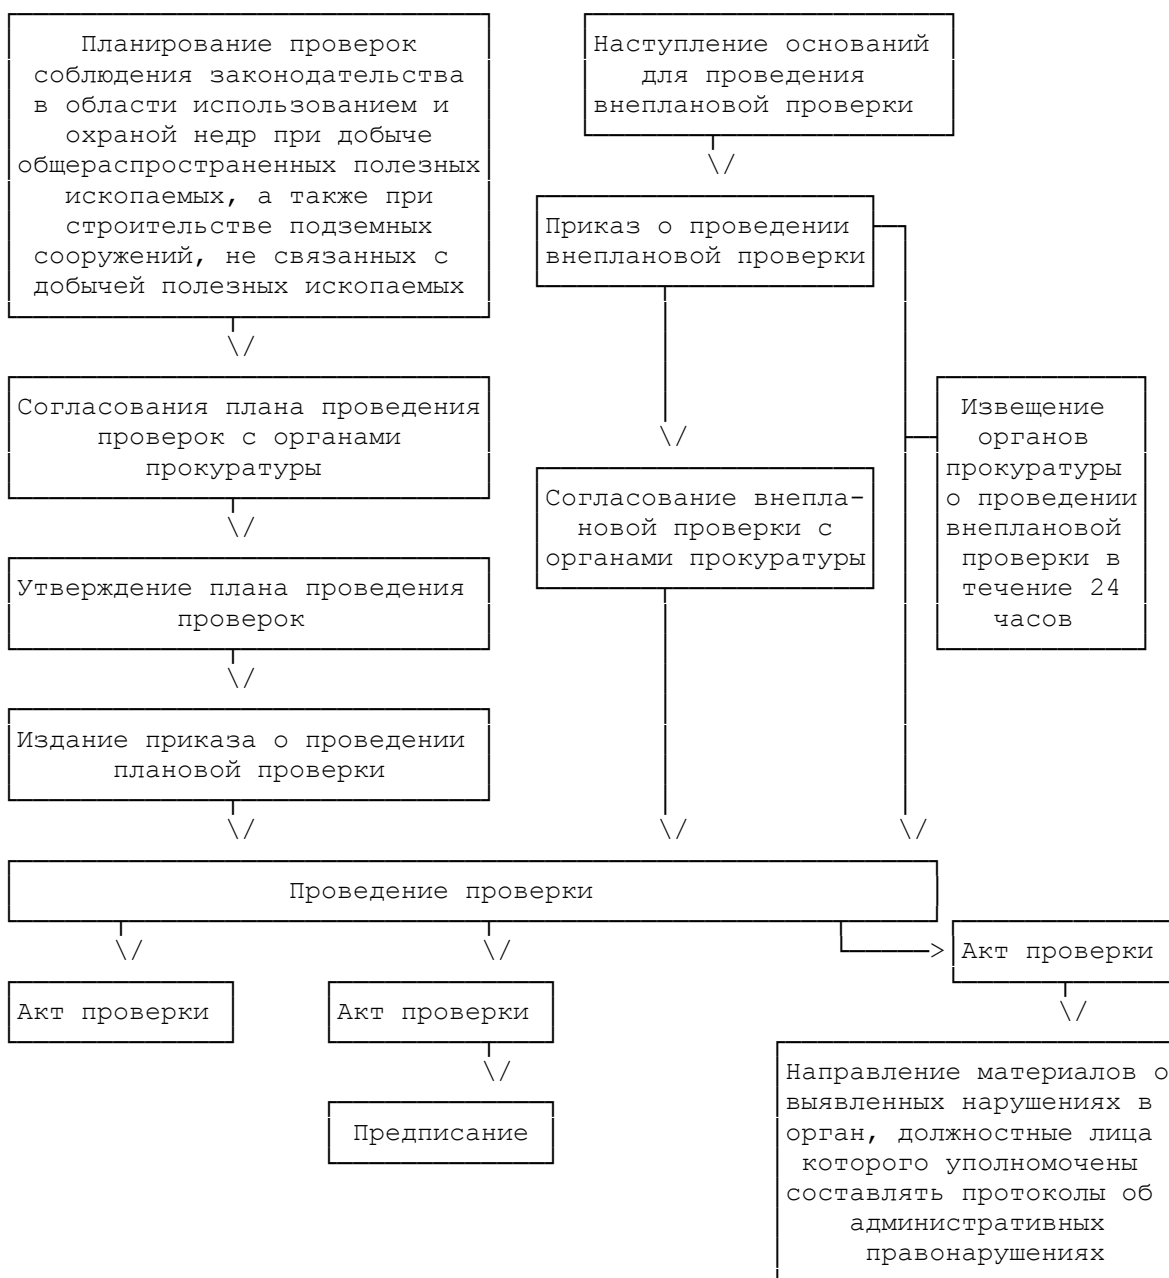 Планирование проверок
соблюдения законодательства
в области использованием и
охраной недр при добыче
общераспространенных полезных
ископаемых, а также при
строительстве подземных
сооружений, не связанных с
добычей полезных ископаемых
Наступление оснований
для проведения
внеплановой проверки
Приказ о проведении
внеплановой проверки
Согласования плана проведения
проверок с органами
прокуратуры
Извещение
органов
прокуратуры
о проведении
внеплановой
проверки в
течение 24
часов
Согласование внепла-
новой проверки с
органами прокуратуры
Утверждение плана проведения
проверок
Издание приказа о проведении
плановой проверки
Проведение проверки
Акт проверки
Акт проверки
Акт проверки
Предписание
Направление материалов о
выявленных нарушениях в
орган, должностные лица
которого уполномочены
составлять протоколы об
административных
правонарушениях